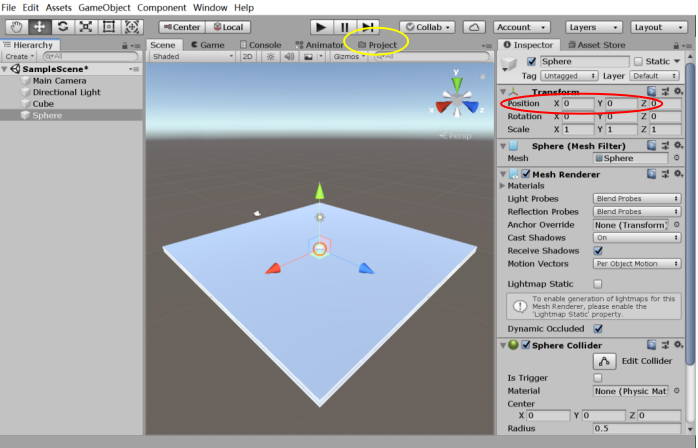 File Edit Assets GameObject Component Window Help
Center Local Collab Account Layers Layout
Hierarchy
Create All
SampleScene*
Main Camera
Directional Light
Cube
Sphere
Scene Game Console Animator Project
Shaded 2D Gizmos All
y
x z
Persp
Inspector Asset Store
Sphere Static
Tag Untagged Layer Default
Transform
Position X 0 Y 0 Z 0
Rotation X 0 Y 0 Z 0
Scale X 1 Y 1 Z 1
Sphere (Mesh Filter)
Mesh Sphere
Mesh Renderer
Materials
Light Probes Blend Probes
Reflection Probes Blend Probes
Anchor Override None (Transform)
Cast Shadows On
Receive Shadows
Motion Vectors Per Object Motion
Lightmap Static
To enable generation of lightmaps for this
Mesh Renderer, please enable the
'Lightmap Static' property.
Dynamic Occluded
Sphere Collider
Edit Collider
Is Trigger
Material None (Physic Mat
Center
X 0 Y 0 Z 0
Radius 0.5